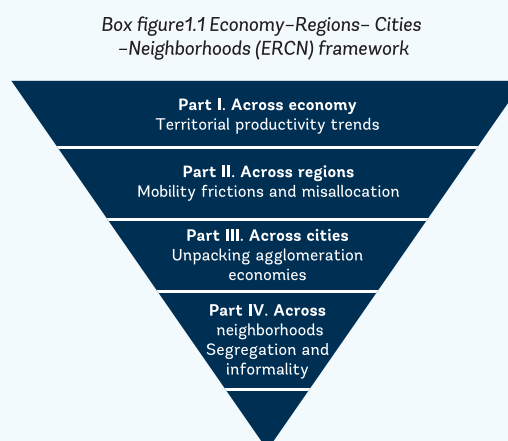 Box figure1.1 Economy–Regions– Cities
–Neighborhoods (ERCN) framework
Part I. Across economy
Territorial productivity trends
Part II. Across regions
Mobility frictions and misallocation
Part III. Across cities
Unpacking agglomeration
economies
Part IV. Across
neighborhoods
Segregation and
informality